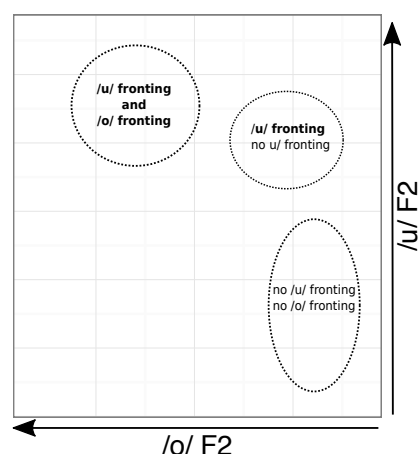 /u/ fronting
and
/o/ fronting
/u/ fronting
no u/ fronting
no /u/ fronting
no /o/ fronting
/u/ F2
/o/ F2